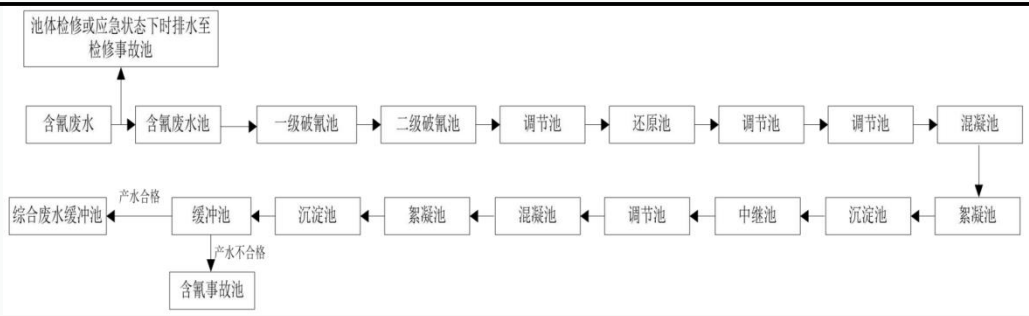 池体检修或应急状态下时排水至
检修事故池
含氰废水
含氰废水池
一级破氰池
二级破氰池
调节池
还原池
调节池
调节池
混凝池
综合废水缓冲池
产水合格
缓冲池
沉淀池
絮凝池
混凝池
调节池
中继池
沉淀池
絮凝池
产水不合格
含氰事故池